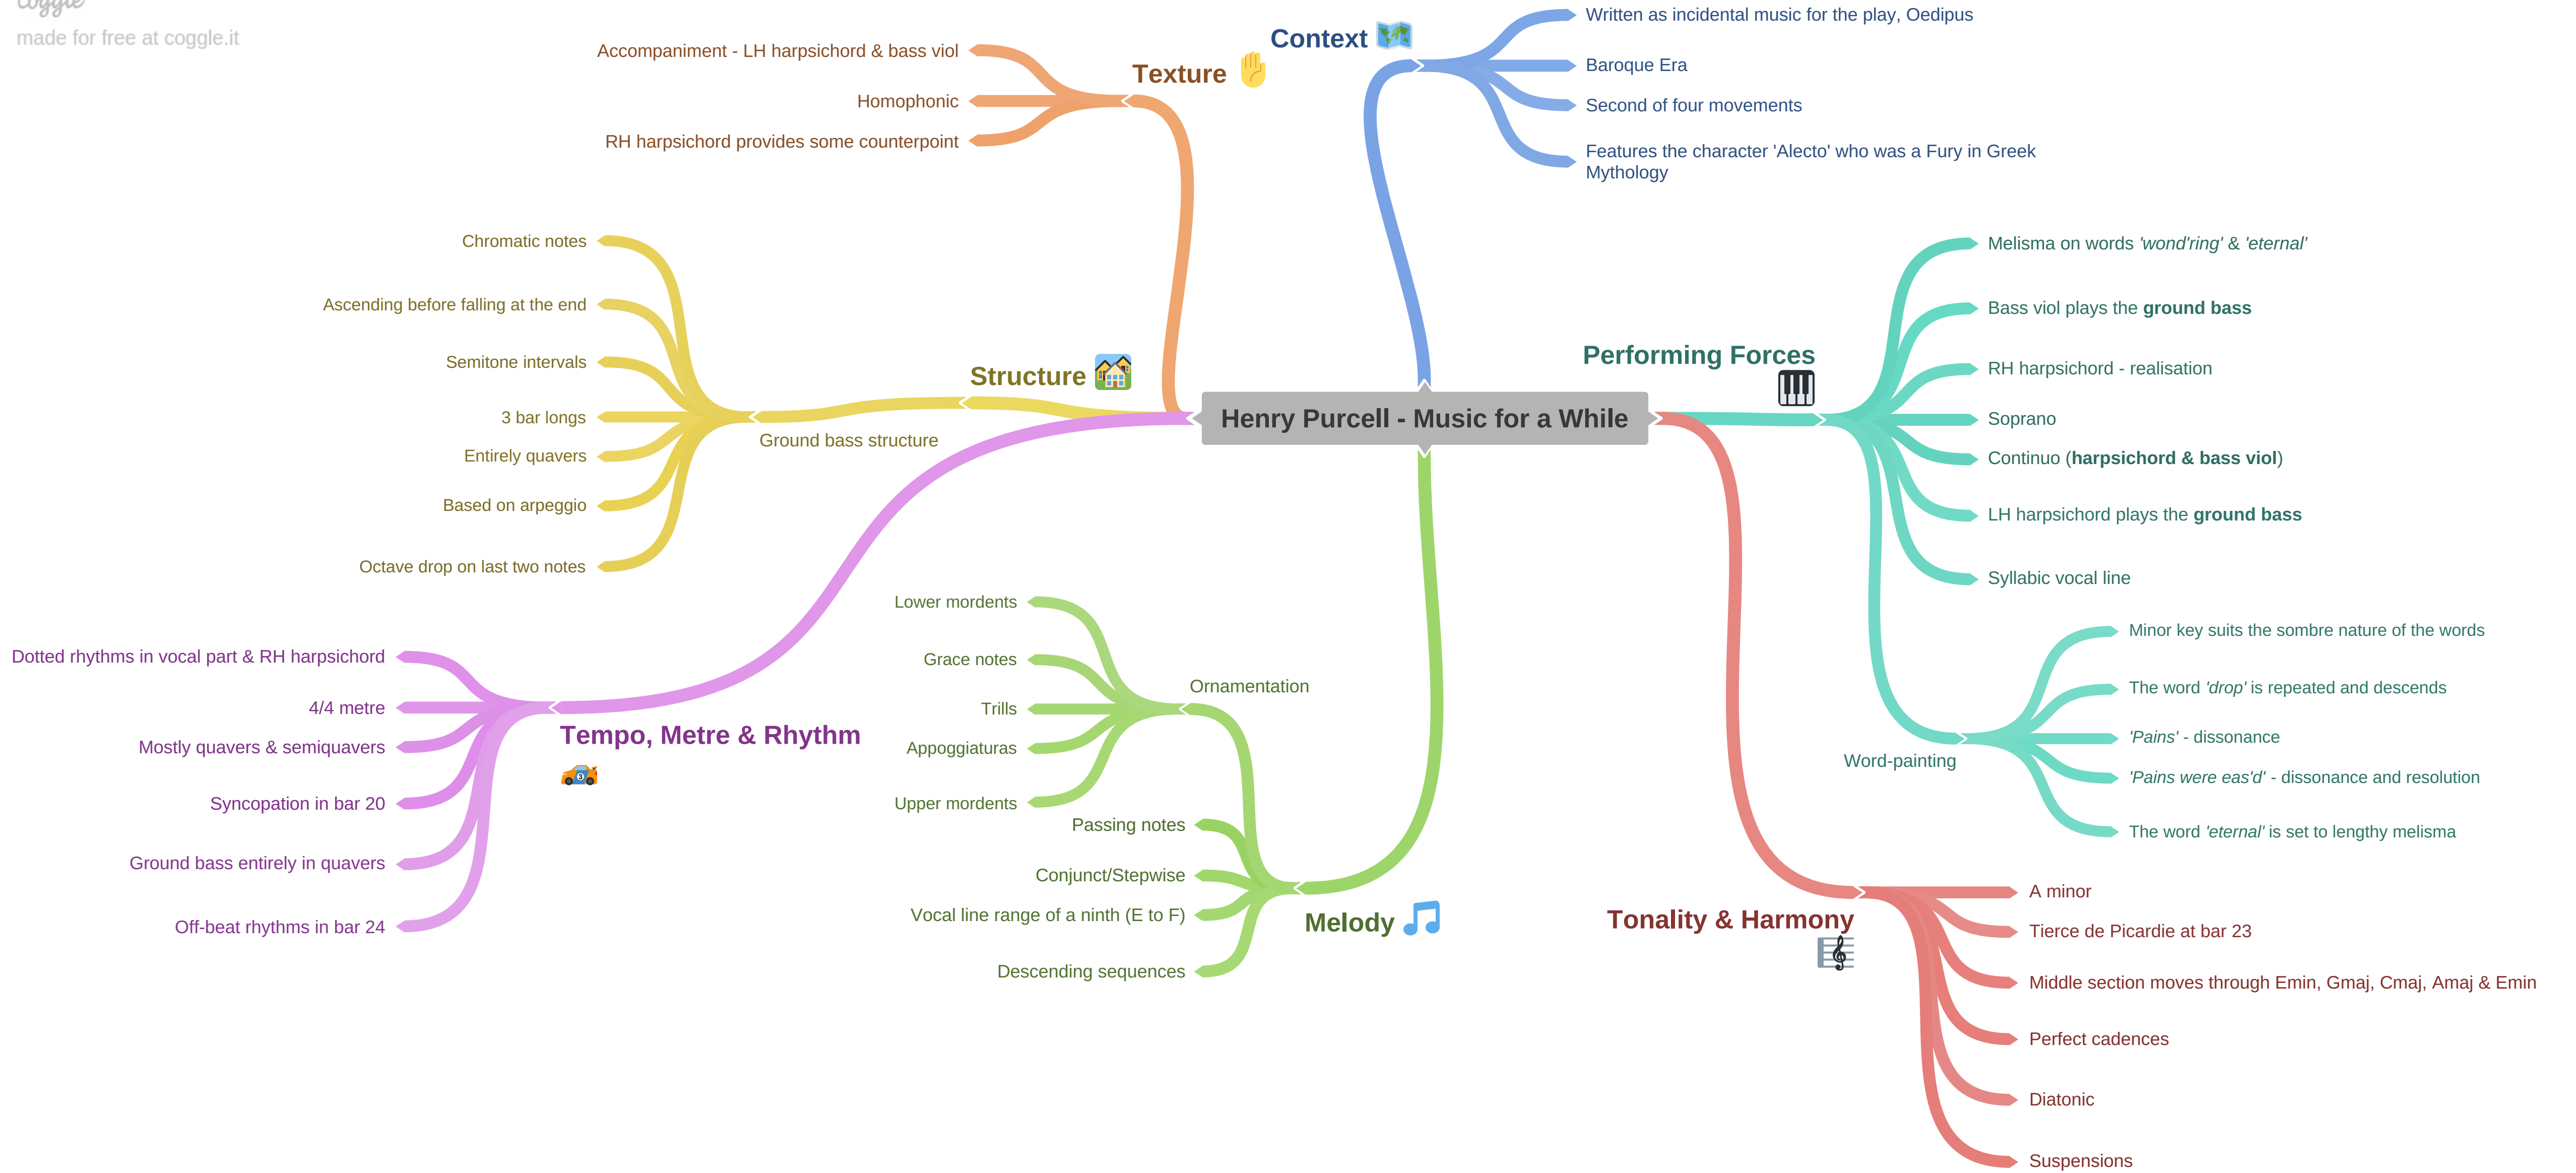 coggle
made for free at coggle.it
Henry Purcell - Music for a While
Context
Written as incidental music for the play, Oedipus
Baroque Era
Second of four movements
Features the character 'Alecto' who was a Fury in Greek
Mythology
Performing Forces
Melisma on words 'wond'ring' & 'eternal'
Bass viol plays the ground bass
RH harpsichord - realisation
Soprano
Continuo (harpsichord & bass viol)
LH harpsichord plays the ground bass
Syllabic vocal line
Word-painting
Minor key suits the sombre nature of the words
The word 'drop' is repeated and descends
'Pains' - dissonance
'Pains were eas'd' - dissonance and resolution
The word 'eternal' is set to lengthy melisma
Tonality & Harmony
A minor
Tierce de Picardie at bar 23
Middle section moves through Emin, Gmaj, Cmaj, Amaj & Emin
Perfect cadences
Diatonic
Suspensions
Texture
Accompaniment - LH harpsichord & bass viol
Homophonic
RH harpsichord provides some counterpoint
Structure
Ground bass structure
Chromatic notes
Ascending before falling at the end
Semitone intervals
3 bar longs
Entirely quavers
Based on arpeggio
Octave drop on last two notes
Tempo, Metre & Rhythm
3
Dotted rhythms in vocal part & RH harpsichord
4/4 metre
Mostly quavers & semiquavers
Syncopation in bar 20
Ground bass entirely in quavers
Off-beat rhythms in bar 24
Melody
Ornamentation
Lower mordents
Grace notes
Trills
Appoggiaturas
Upper mordents
Passing notes
Conjunct/Stepwise
Vocal line range of a ninth (E to F)
Descending sequences